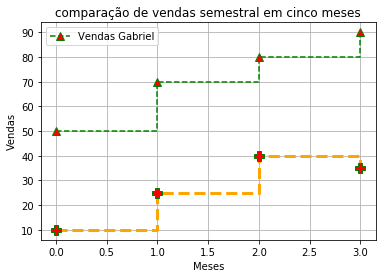 comparação de vendas semestral em cinco meses
Vendas Gabriel
90
80
70
60
50
40
30
20
10
Vendas
0.0 0.5 1.0 1.5 2.0 2.5 3.0
Meses